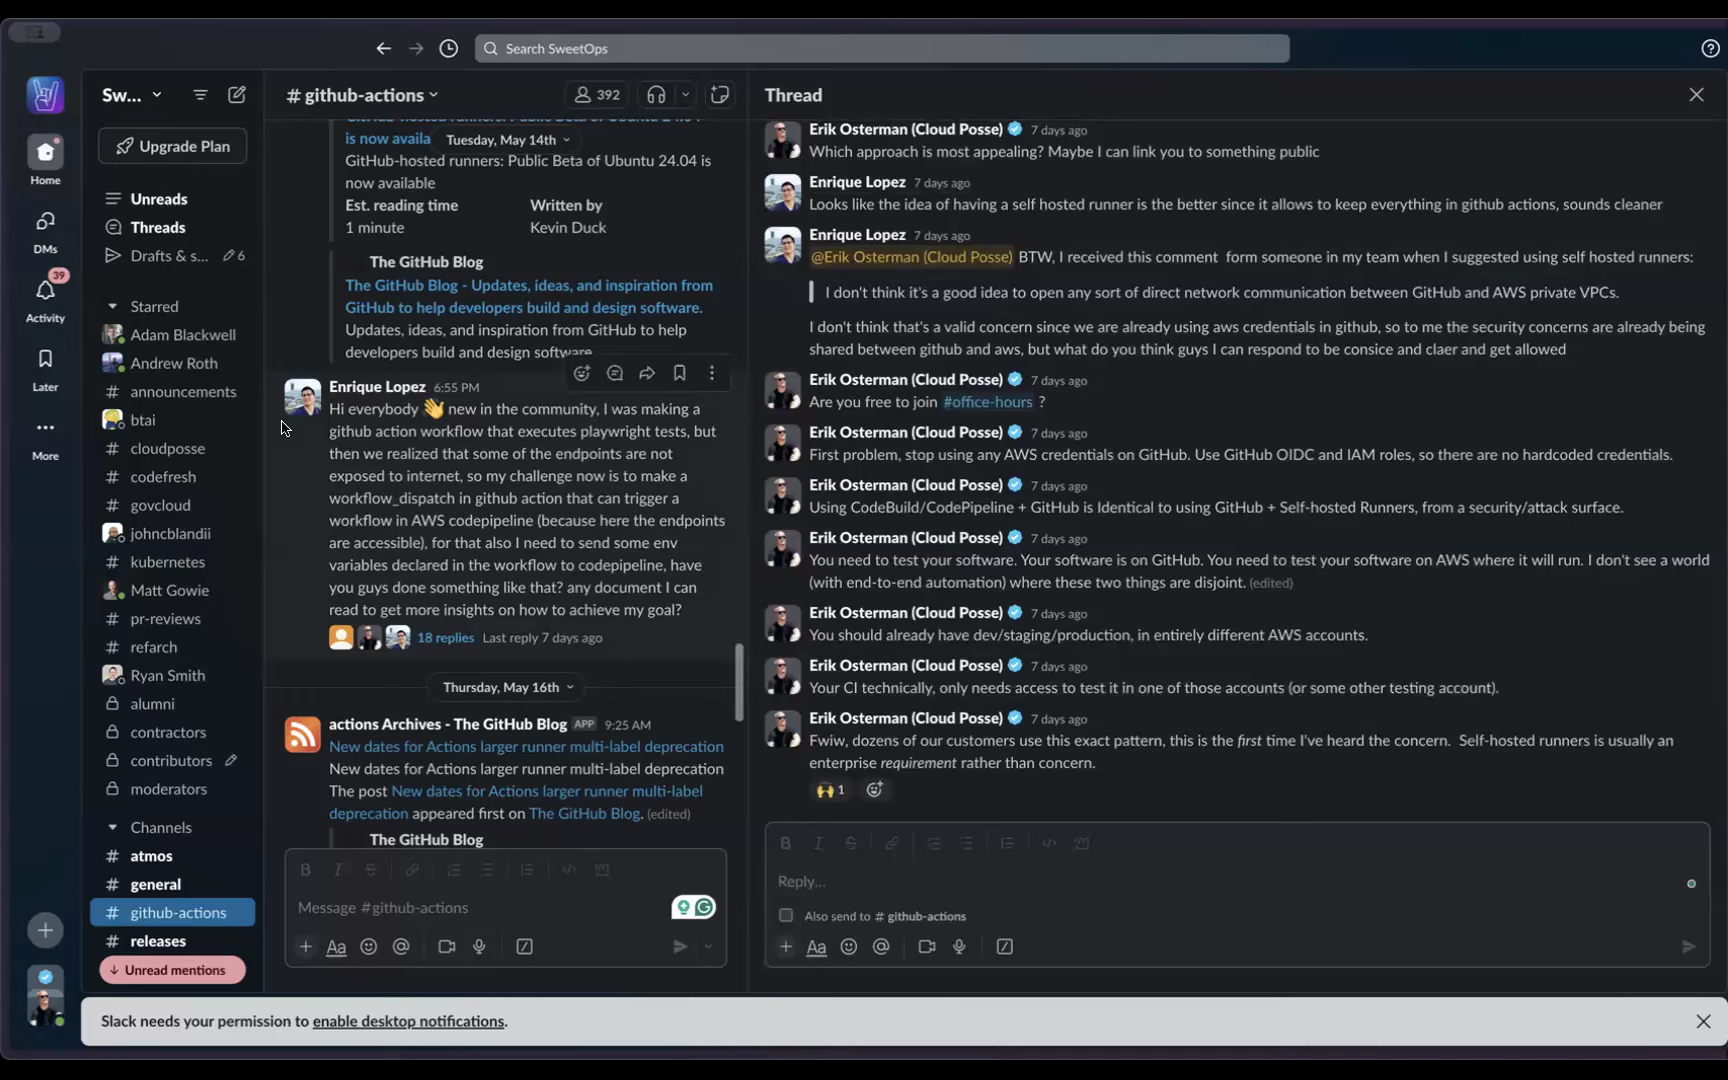 Search SweetOps
Sw...
Upgrade Plan
Home
DMs
39
Activity
Later
More
Unreads
Threads
Drafts & s...
6
Starred
Adam Blackwell
Andrew Roth
# announcements
btai
# cloudposse
# codefresh
# govcloud
johncblandii
# kubernetes
Matt Gowie
# pr-reviews
# refarch
Ryan Smith
alumni
contractors
contributors
moderators
Channels
# atmos
# general
# github-actions
# releases
↓ Unread mentions
# github-actions
392
is now availa
Tuesday, May 14th
GitHub-hosted runners: Public Beta of Ubuntu 24.04 is
now available
Est. reading time
Written by
1 minute
Kevin Duck
The GitHub Blog
The GitHub Blog - Updates, ideas, and inspiration from
GitHub to help developers build and design software.
Updates, ideas, and inspiration from GitHub to help
developers build and design software.
Enrique Lopez 6:55 PM
Hi everybody 👋 new in the community, I was making a
github action workflow that executes playwright tests, but
then we realized that some of the endpoints are not
exposed to internet, so my challenge now is to make a
workflow_dispatch in github action that can trigger a
workflow in AWS codepipeline (because here the endpoints
are accessible), for that also I need to send some env
variables declared in the workflow to codepipeline, have
you guys done something like that? any document I can
read to get more insights on how to achieve my goal?
18 replies Last reply 7 days ago
Thursday, May 16th
actions Archives - The GitHub Blog APP 9:25 AM
New dates for Actions larger runner multi-label deprecation
New dates for Actions larger runner multi-label deprecation
The post New dates for Actions larger runner multi-label
deprecation appeared first on The GitHub Blog. (edited)
The GitHub Blog
B I S
Message #github-actions
+ Aa @
Thread
Erik Osterman (Cloud Posse) 7 days ago
Which approach is most appealing? Maybe I can link you to something public
Enrique Lopez 7 days ago
Looks like the idea of having a self hosted runner is the better since it allows to keep everything in github actions, sounds cleaner
Enrique Lopez 7 days ago
@Erik Osterman (Cloud Posse) BTW, I received this comment form someone in my team when I suggested using self hosted runners:
I don't think it's a good idea to open any sort of direct network communication between GitHub and AWS private VPCs.
I don't think that's a valid concern since we are already using aws credentials in github, so to me the security concerns are already being
shared between github and aws, but what do you think guys I can respond to be consice and claer and get allowed
Erik Osterman (Cloud Posse) 7 days ago
Are you free to join #office-hours ?
Erik Osterman (Cloud Posse) 7 days ago
First problem, stop using any AWS credentials on GitHub. Use GitHub OIDC and IAM roles, so there are no hardcoded credentials.
Erik Osterman (Cloud Posse) 7 days ago
Using CodeBuild/CodePipeline + GitHub is Identical to using GitHub + Self-hosted Runners, from a security/attack surface.
Erik Osterman (Cloud Posse) 7 days ago
You need to test your software. Your software is on GitHub. You need to test your software on AWS where it will run. I don't see a world
(with end-to-end automation) where these two things are disjoint. (edited)
Erik Osterman (Cloud Posse) 7 days ago
You should already have dev/staging/production, in entirely different AWS accounts.
Erik Osterman (Cloud Posse) 7 days ago
Your CI technically, only needs access to test it in one of those accounts (or some other testing account).
Erik Osterman (Cloud Posse) 7 days ago
Fwiw, dozens of our customers use this exact pattern, this is the first time I've heard the concern. Self-hosted runners is usually an
enterprise requirement rather than concern.
🙌 1
B I S
Reply...
Also send to # github-actions
+ Aa @
Slack needs your permission to enable desktop notifications.